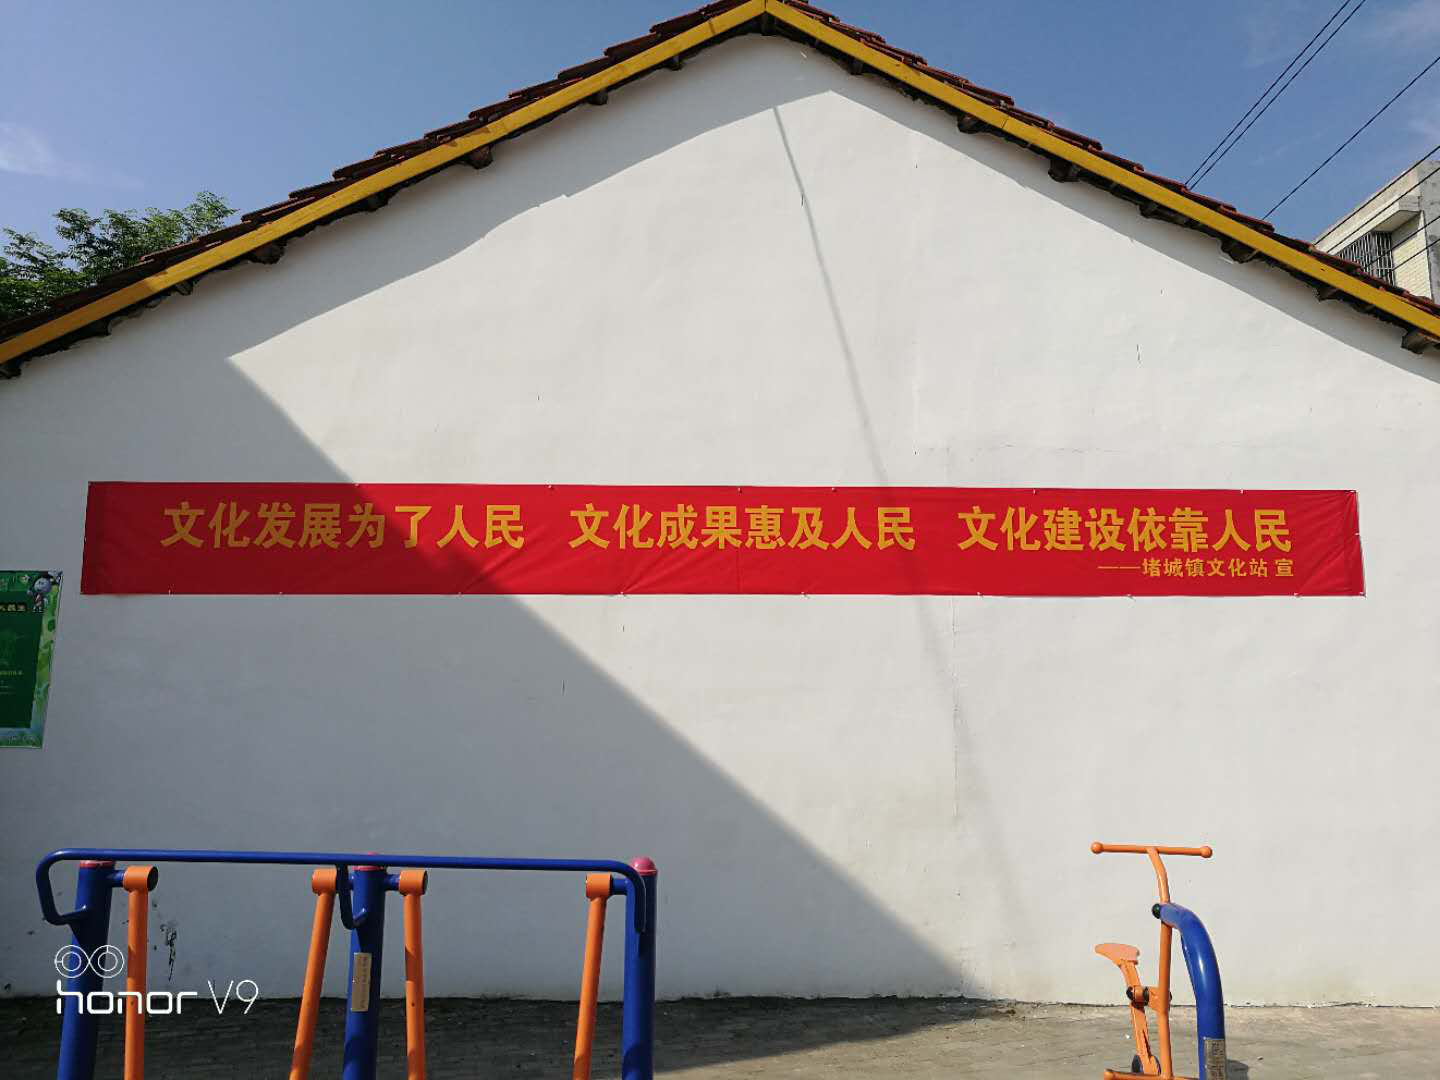 文化发展为了人民 文化成果惠及人民 文化建设依靠人民
——堵城镇文化站 宣
honor V9